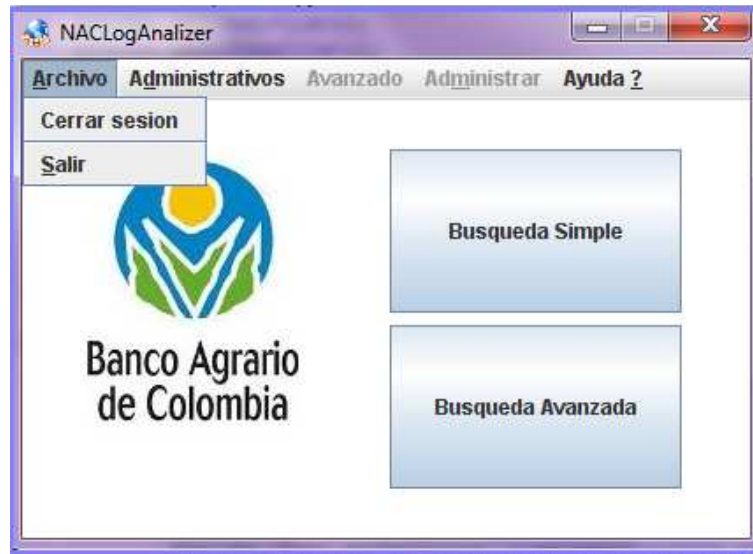 NACLogAnalizer
Archivo Administrativos Avanzado Administrar Ayuda ?
Cerrar sesion
Salir
Busqueda Simple
Banco Agrario
de Colombia
Busqueda Avanzada